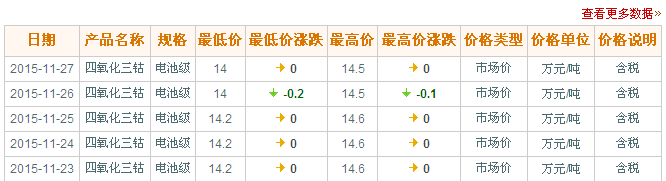 查看更多数据»
日期 产品名称 规格 最低价 最低价涨跌 最高价 最高价涨跌 价格类型 价格单位 价格说明
2015-11-27 四氧化三钴 电池级 14 0 14.5 0 市场价 万元/吨 含税
2015-11-26 四氧化三钴 电池级 14 -0.2 14.5 -0.1 市场价 万元/吨 含税
2015-11-25 四氧化三钴 电池级 14.2 0 14.6 0 市场价 万元/吨 含税
2015-11-24 四氧化三钴 电池级 14.2 0 14.6 0 市场价 万元/吨 含税
2015-11-23 四氧化三钴 电池级 14.2 0 14.6 0 市场价 万元/吨 含税